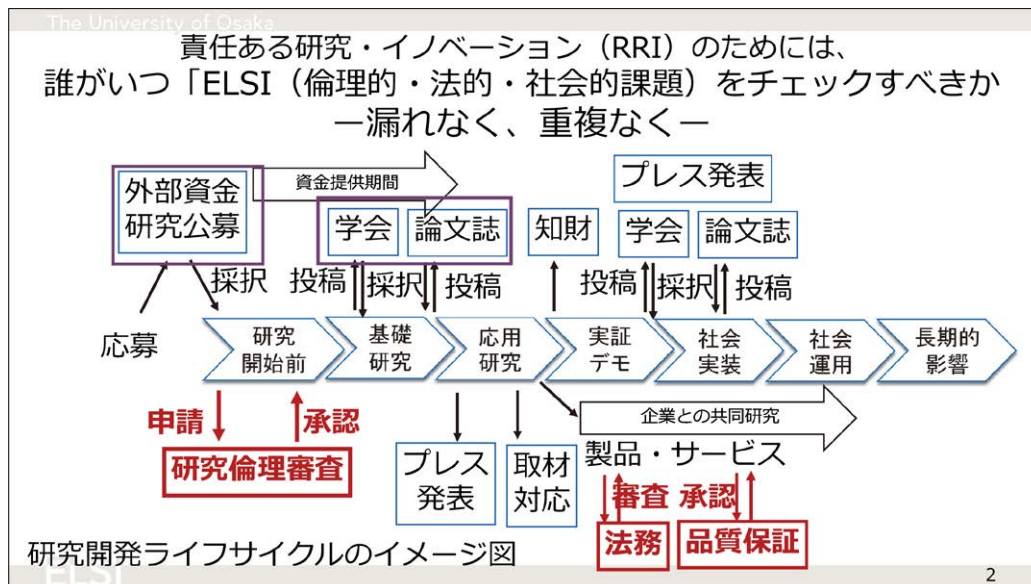 The University of Osaka
責任ある研究・イノベーション（RRI）のためには、
誰がいつ「ELSI（倫理的・法的・社会的課題）をチェックすべきか
ー漏れなく、重複なくー
外部資金
研究公募
資金提供期間
学会
論文誌
知財
プレス発表
学会
論文誌
応募
採択
投稿
採択
投稿
投稿
採択
投稿
研究
開始前
基礎
研究
応用
研究
実証
デモ
社会
実装
社会
運用
長期的
影響
申請
承認
研究倫理審査
プレス
発表
取材
対応
企業との共同研究
製品・サービス
審査
承認
法務
品質保証
研究開発ライフサイクルのイメージ図
ELSI
2